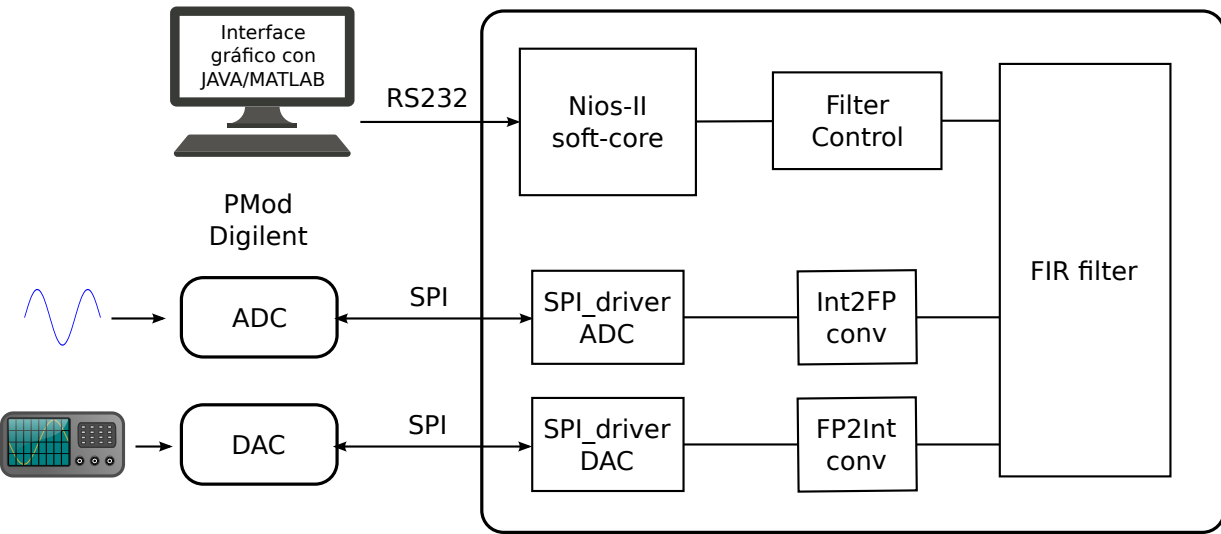 Interface
gráfico con
JAVA/MATLAB
RS232
Nios-II
soft-core
Filter
Control
FIR filter
PMod
Digilent
ADC
SPI
SPI_driver
ADC
Int2FP
conv
DAC
SPI
SPI_driver
DAC
FP2Int
conv